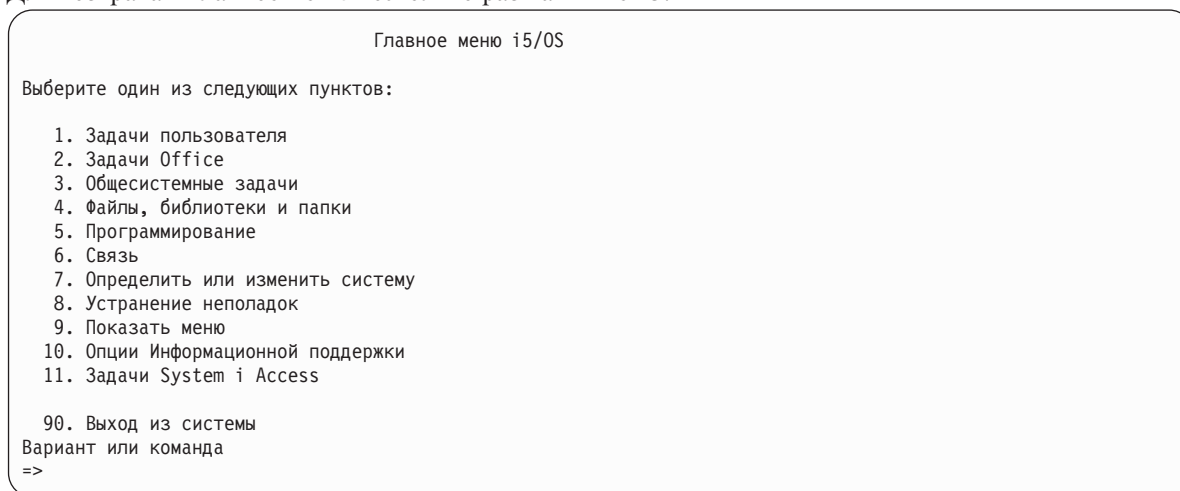 Главное меню i5/OS
Выберите один из следующих пунктов:
1. Задачи пользователя
2. Задачи Office
3. Общесистемные задачи
4. Файлы, библиотеки и папки
5. Программирование
6. Связь
7. Определить или изменить систему
8. Устранение неполадок
9. Показать меню
10. Опции Информационной поддержки
11. Задачи System i Access
90. Выход из системы
Вариант или команда
=>